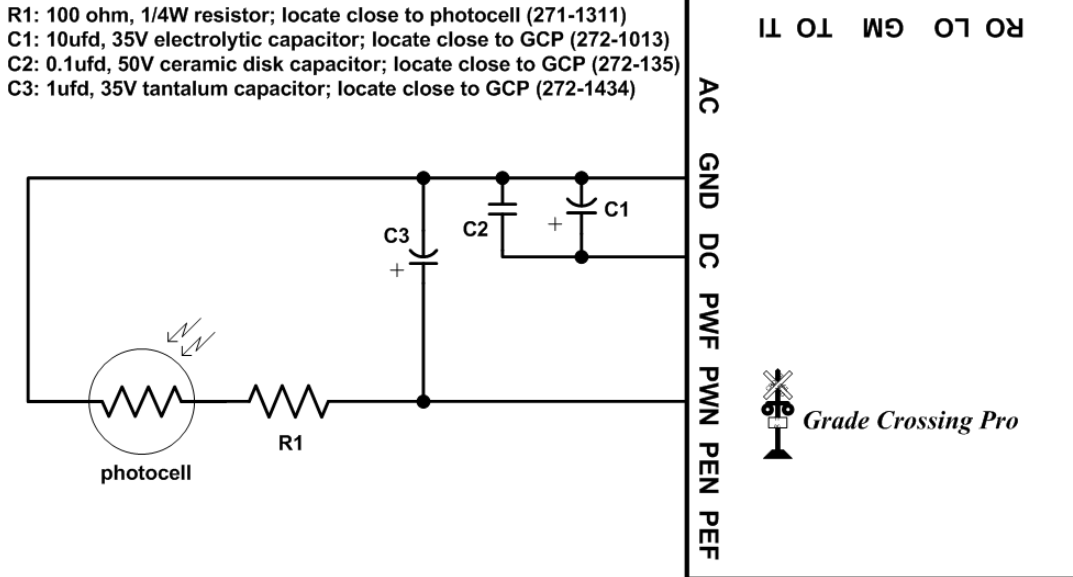 R1: 100 ohm, 1/4W resistor; locate close to photocell (271-1311)
C1: 10ufd, 35V electrolytic capacitor; locate close to GCP (272-1013)
C2: 0.1ufd, 50V ceramic disk capacitor; locate close to GCP (272-135)
C3: 1ufd, 35V tantalum capacitor; locate close to GCP (272-1434)
TI TO GM LO RO
AC
GND
DC
PWF
PWN
PEN
PEF
C1
+
C2
C3
+
R1
photocell
Grade Crossing Pro